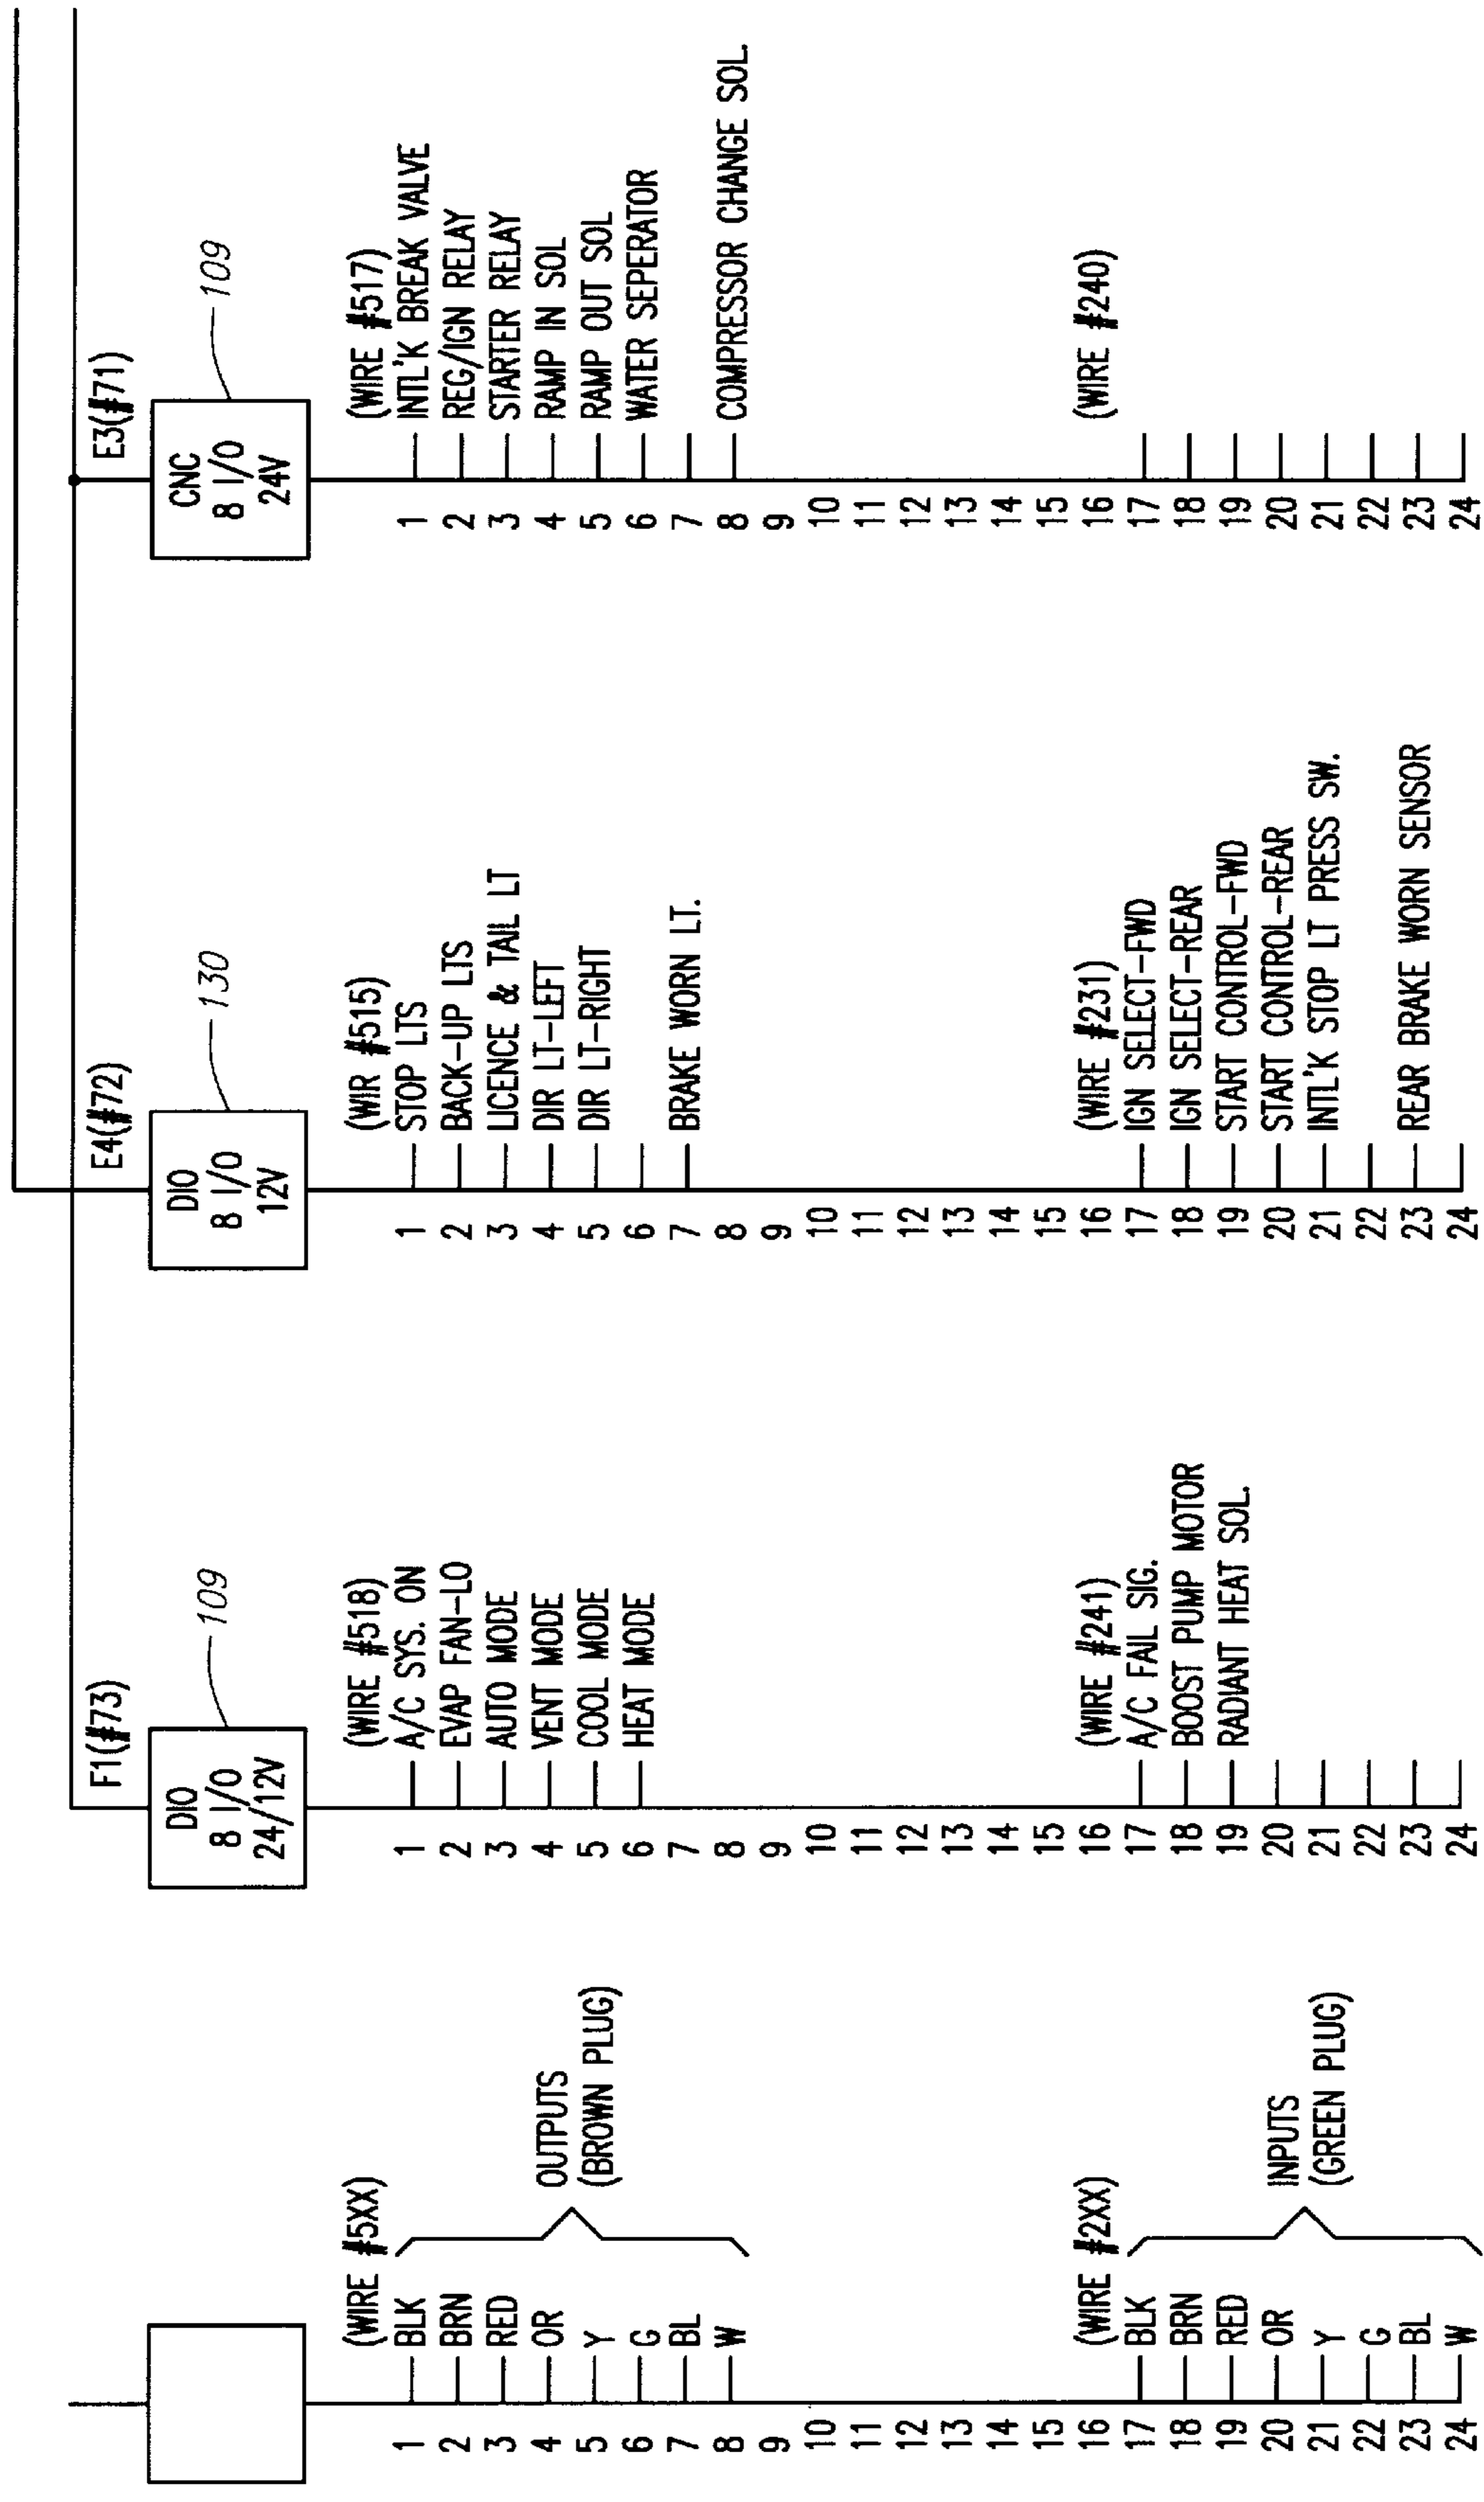 (WIRE #5XX)
1 BLK
2 BRN
3 RED
4 OR
5 Y
6 G
7 BL
8 W
OUTPUTS
(BROWN PLUG)
9
10
11
12
13
14
15
16
(WIRE #2XX)
17 BLK
18 BRN
19 RED
20 OR
21 Y
22 G
23 BL
24 W
INPUTS
(GREEN PLUG)
F1(#73)
DIO
8 I/O
24/12V
109
(WIRE #518)
1 A/C SYS. ON
2 EVAP FAN-LO
3 AUTO MODE
4 VENT MODE
5 COOL MODE
6 HEAT MODE
7
8
9
10
11
12
13
14
15
16
(WIRE #241)
17 A/C FAIL SIG.
18 BOOST PUMP MOTOR
19 RADIANT HEAT SOL.
20
21
22
23
24
E4(#72)
DIO
8 I/O
12V
130
(WIR #515)
1 STOP LTS
2 BACK-UP LTS
3 LICENCE & TAIL LT
4 DIR LT-LEFT
5 DIR LT-RIGHT
6
7 BRAKE WORN LT.
8
9
10
11
12
13
14
15
16
(WIRE #231)
17 IGN SELECT-FWD
18 IGN SELECT-REAR
19 START CONTROL-FWD
20 START CONTROL-REAR
21 INTL'K STOP LT PRESS SW.
22
23 REAR BRAKE WORN SENSOR
24
E3(#71)
CNC
8 I/O
24V
109
(WIRE #517)
1 INTL'K BREAK VALVE
2 REG/IGN RELAY
3 STARTER RELAY
4 RAMP IN SOL
5 RAMP OUT SOL
6 WATER SEPERATOR
7
8 COMPRESSOR CHANGE SOL.
9
10
11
12
13
14
15
16
(WIRE #240)
17
18
19
20
21
22
23
24